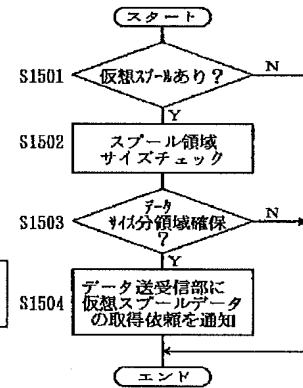 スタート
S1501
仮想スプールあり?
N
Y
S1502
スプール領域
サイズチェック
S1503
データ
サイズ分領域確保
?
N
Y
S1504
データ送受信部に
仮想スプールデータ
の取得依頼を通知
エンド